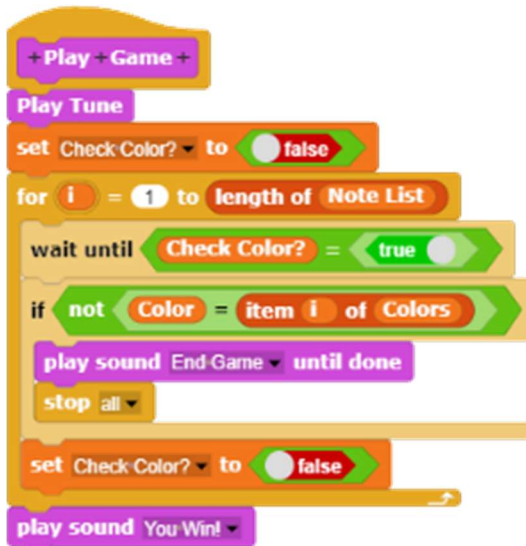 +Play+Game+
Play Tune
set Check Color? to false
for i = 1 to length of Note List
wait until Check Color? = true
if not Color = item i of Colors
play sound End Game until done
stop all
set Check Color? to false
play sound You Win!